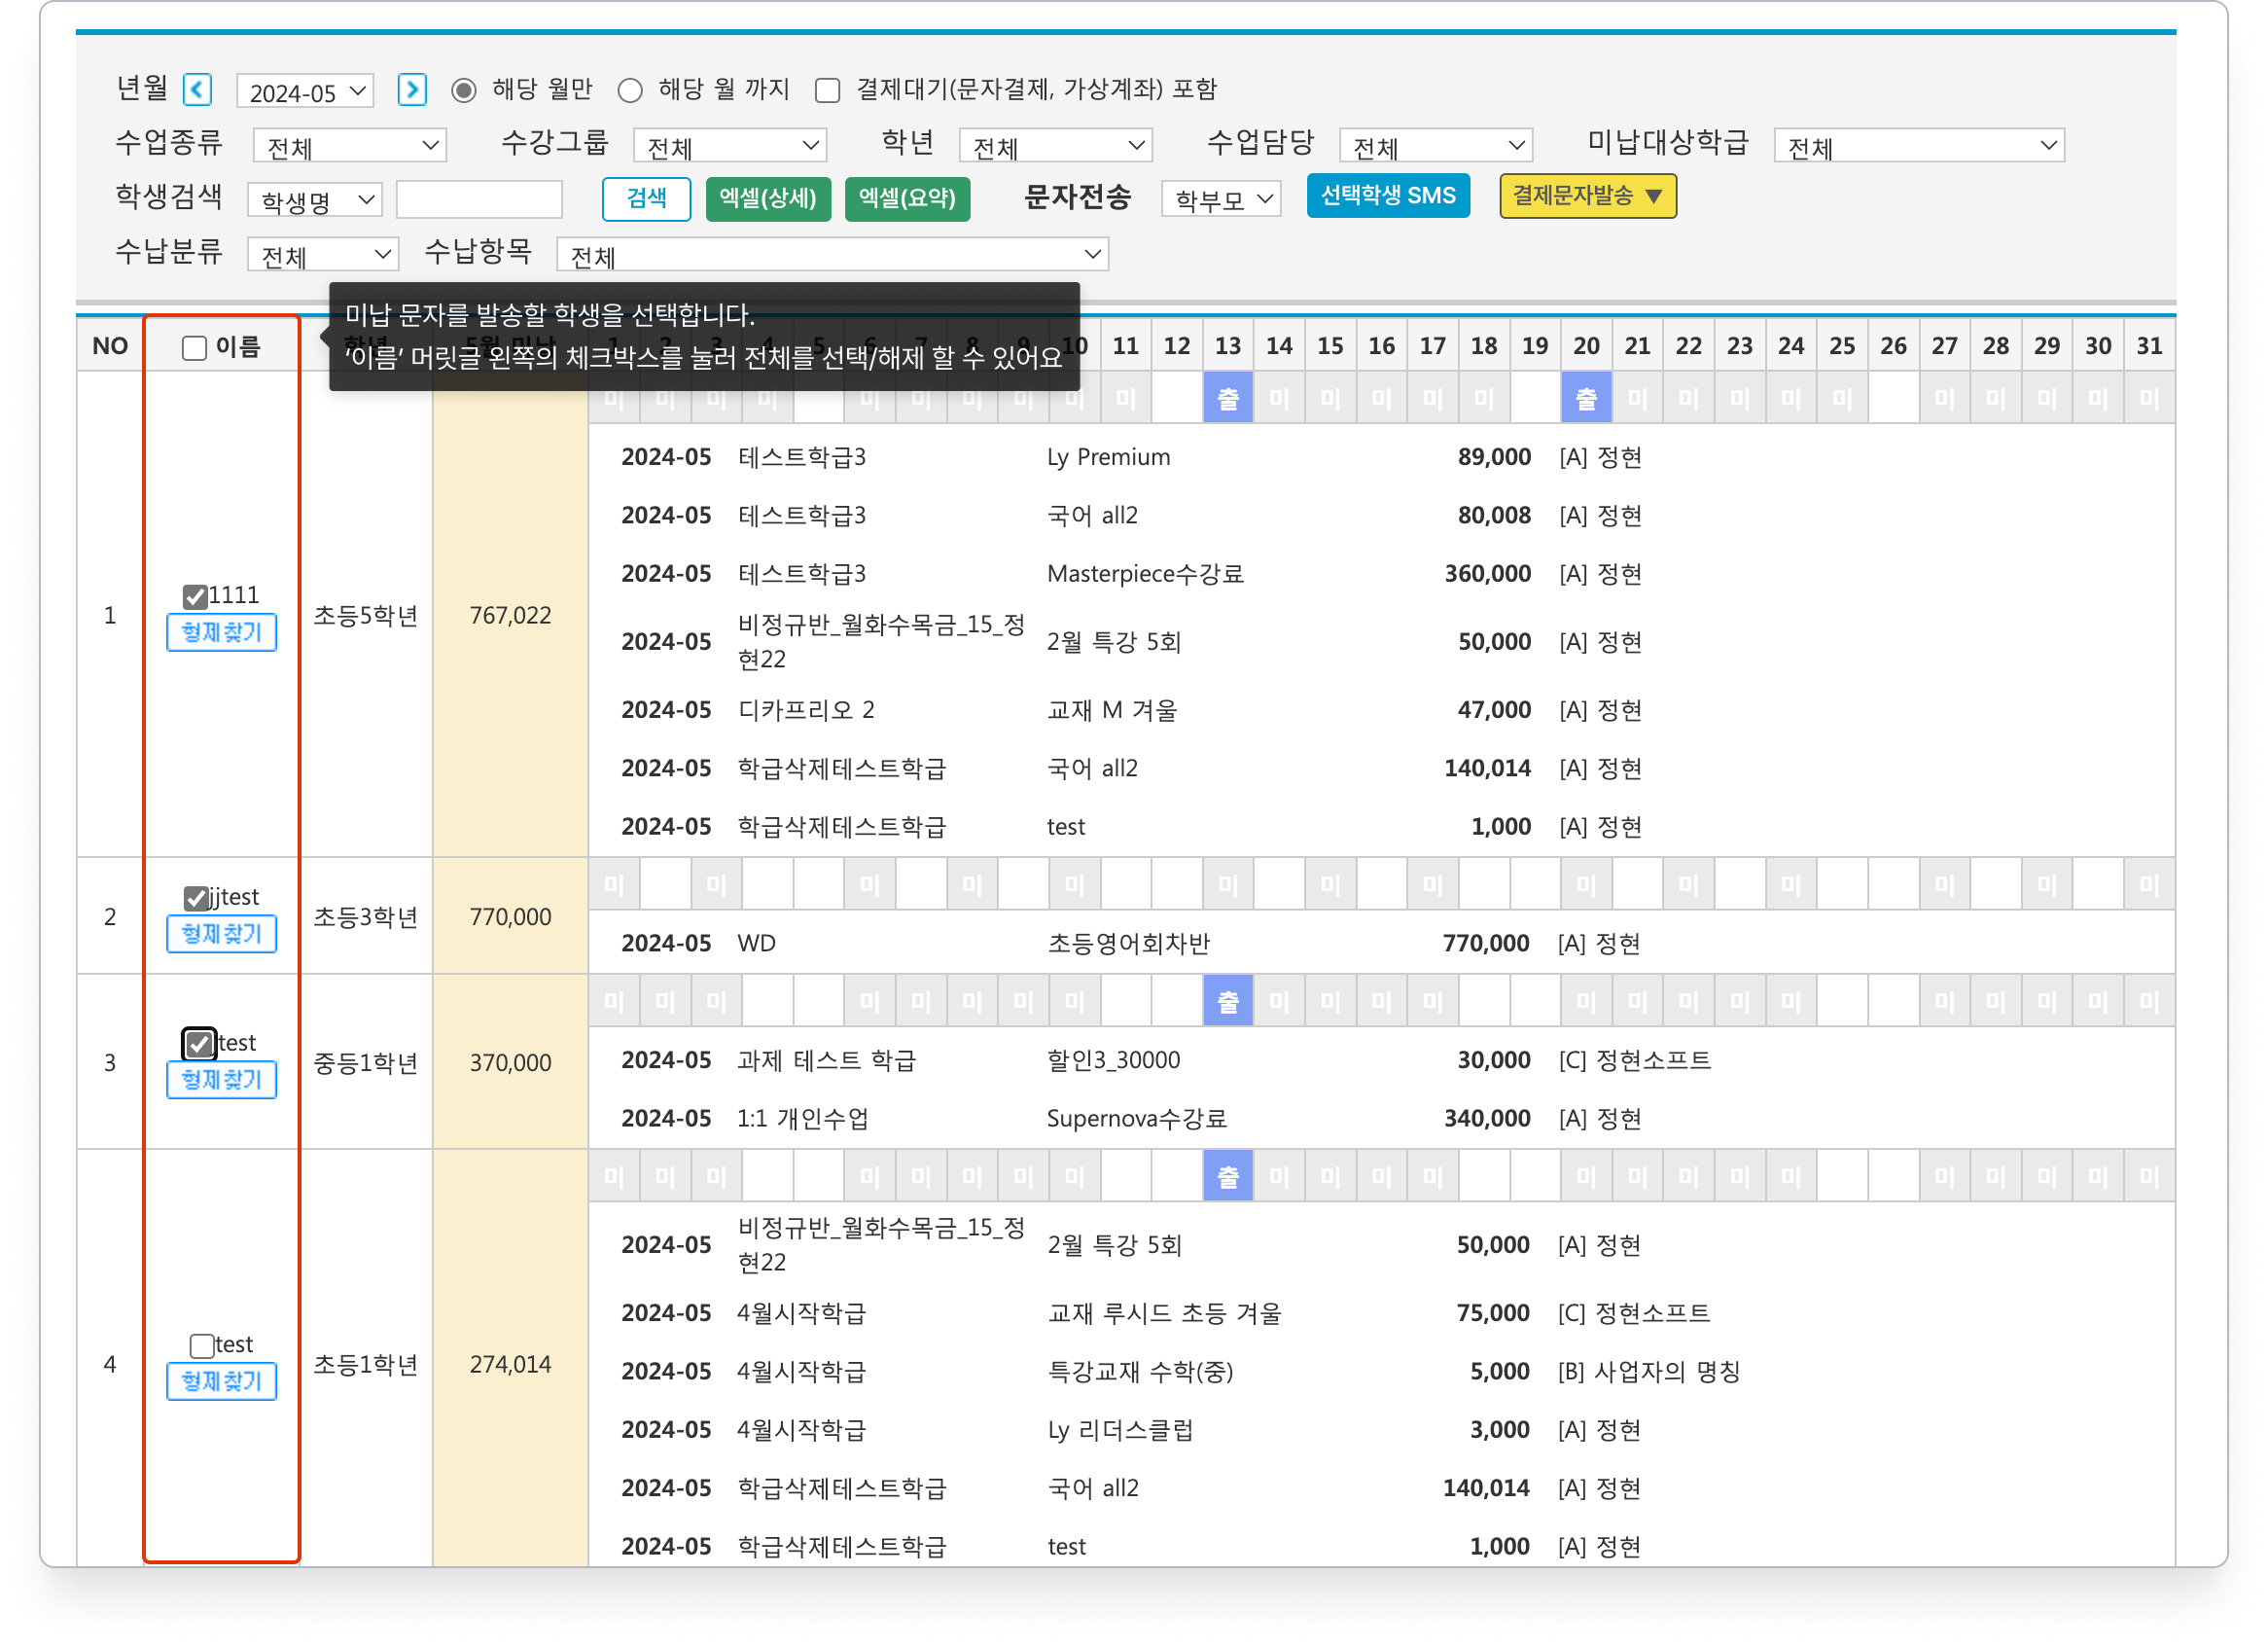 년월 < 2024-05 > 해당 월만 해당 월 까지 결제대기(문자결제, 가상계좌) 포함
수업종류 전체 수강그룹 전체 학년 전체 수업담당 전체 미납대상학급 전체
학생검색 학생명 검색 엑셀(상세) 엑셀(요약) 문자전송 학부모 선택학생 SMS 결제문자발송 ▼
수납분류 전체 수납항목 전체
미납 문자를 발송할 학생을 선택합니다.
‘이름‘ 머릿글 왼쪽의 체크박스를 눌러 전체를 선택/해제 할 수 있어요
NO 이름 학년 5월 미납 1 2 3 4 5 6 7 8 9 10 11 12 13 14 15 16 17 18 19 20 21 22 23 24 25 26 27 28 29 30 31
미 미 미 미 미 미 미 미 미 미 출 미 미 미 미 미 출 미 미 미 미 미 미 미 미 미 미
1 1111 형제찾기 초등5학년 767,022
2024-05 테스트학급3 Ly Premium 89,000 [A] 정현
2024-05 테스트학급3 국어 all2 80,008 [A] 정현
2024-05 테스트학급3 Masterpiece수강료 360,000 [A] 정현
2024-05 비정규반_월화수목금_15_정현22 2월 특강 5회 50,000 [A] 정현
2024-05 디카프리오 2 교재 M 겨울 47,000 [A] 정현
2024-05 학급삭제테스트학급 국어 all2 140,014 [A] 정현
2024-05 학급삭제테스트학급 test 1,000 [A] 정현
미 미 미 미 미 미 미 미 미 미 미 미 미 미
2 jjtest 형제찾기 초등3학년 770,000
2024-05 WD 초등영어회차반 770,000 [A] 정현
미 미 미 미 미 미 미 미 출 미 미 미 미 미 미 미 미 미 미 미 미 미 미
3 test 형제찾기 중등1학년 370,000
2024-05 과제 테스트 학급 할인3_30000 30,000 [C] 정현소프트
2024-05 1:1 개인수업 Supernova수강료 340,000 [A] 정현
미 미 미 미 미 미 미 미 출 미 미 미 미 미 미 미 미 미 미 미 미 미 미
4 test 형제찾기 초등1학년 274,014
2024-05 비정규반_월화수목금_15_정현22 2월 특강 5회 50,000 [A] 정현
2024-05 4월시작학급 교재 루시드 초등 겨울 75,000 [C] 정현소프트
2024-05 4월시작학급 특강교재 수학(중) 5,000 [B] 사업자의 명칭
2024-05 4월시작학급 Ly 리더스클럽 3,000 [A] 정현
2024-05 학급삭제테스트학급 국어 all2 140,014 [A] 정현
2024-05 학급삭제테스트학급 test 1,000 [A] 정현